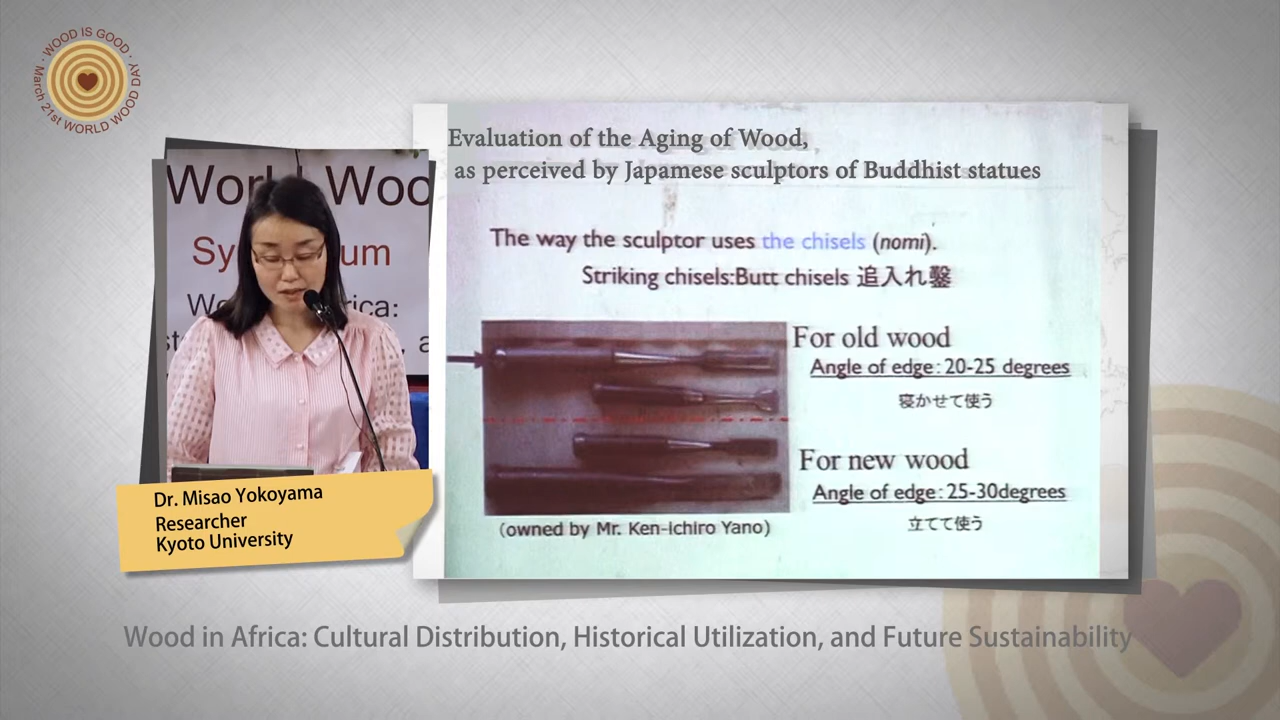 WOOD IS GOOD · March 21st WORLD WOOD DAY ·
World Woo
Sy um
ica:
Evaluation of the Aging of Wood,
as perceived by Japamese sculptors of Buddhist statues
The way the sculptor uses the chisels (nomi).
Striking chisels:Butt chisels 追入れ鑿
For old wood
Angle of edge: 20-25 degrees
寝かせて使う
For new wood
Angle of edge: 25-30degrees
立てて使う
(owned by Mr. Ken-ichiro Yano)
Dr. Misao Yokoyama
Researcher
Kyoto University
Wood in Africa: Cultural Distribution, Historical Utilization, and Future Sustainability